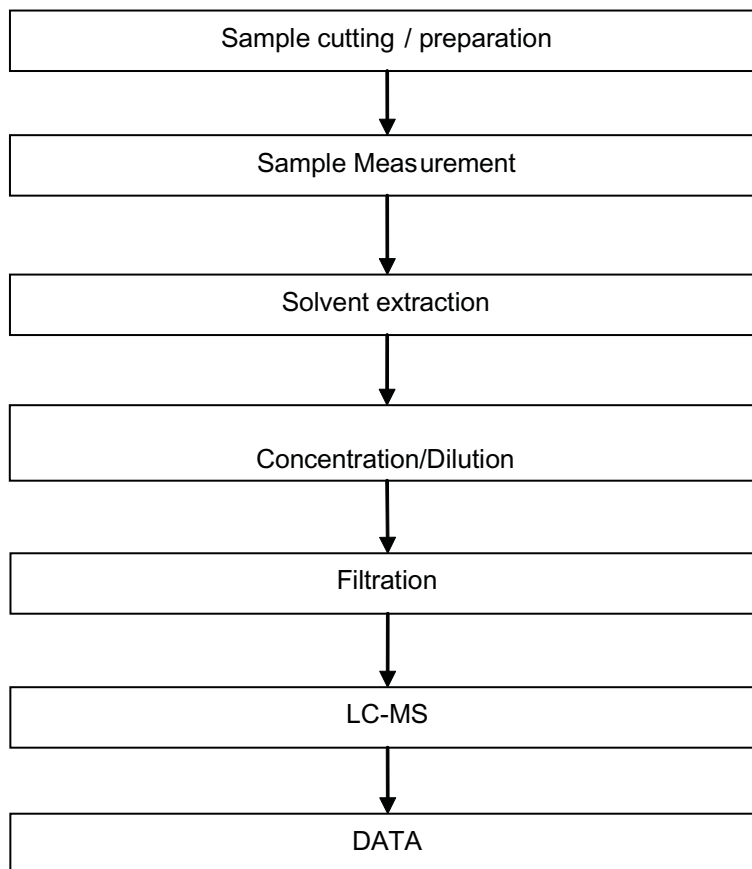 Sample cutting / preparation
Sample Measurement
Solvent extraction
Concentration/Dilution
Filtration
LC-MS
DATA